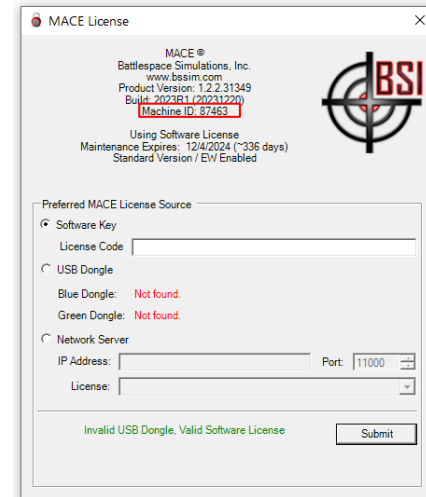 MACE License
MACE ®
Battlespace Simulations, Inc.
www.bssim.com
Product Version: 1.2.2.31349
Build: 2023R1 (20231220)
Machine ID: 87463
BSI
Using Software License
Maintenance Expires: 12/4/2024 (~336 days)
Standard Version / EW Enabled
Preferred MACE License Source
Software Key
License Code
USB Dongle
Blue Dongle: Not found.
Green Dongle: Not found.
Network Server
IP Address: Port: 11000
License:
Invalid USB Dongle, Valid Software License Submit